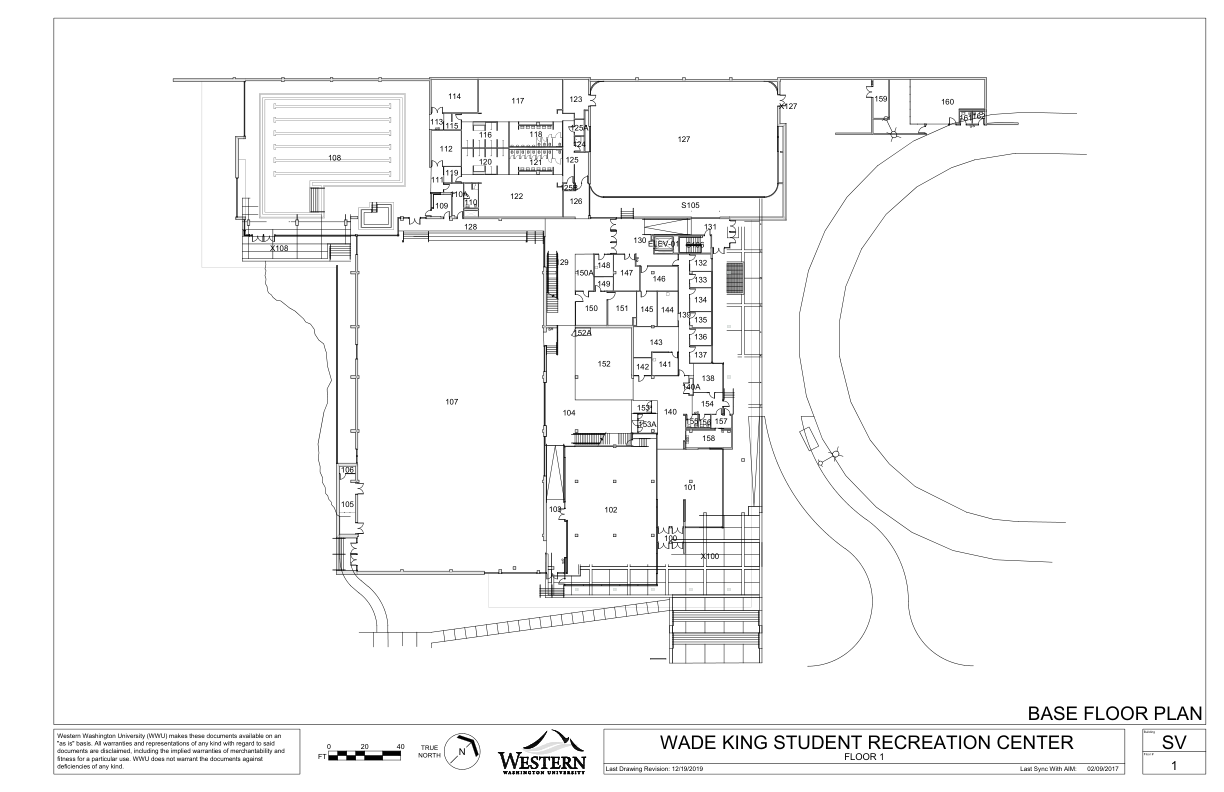 114
117
123
X127
159
160
161
162
113
115
116
118
125A
124
127
108
112
120
121
125
119
111
10A
125B
109
110
122
126
S105
128
131
X108
130
ELEV-01
129
148
132
150A
147
146
133
149
134
150
151
145
144
139
135
152A
143
136
137
152
142
141
138
140A
107
104
153
140
154
153A
155
156
157
158
106
101
105
103
102
100
X100
BASE FLOOR PLAN
Western Washington University (WWU) makes these documents available on an
"as is" basis. All warranties and representations of any kind with regard to said
documents are disclaimed, including the implied warranties of merchantability and
fitness for a particular use. WWU does not warrant the documents against
deficiencies of any kind.
0 20 40
FT
TRUE
NORTH
N
WESTERN
WASHINGTON UNIVERSITY
WADE KING STUDENT RECREATION CENTER
FLOOR 1
Last Drawing Revision: 12/19/2019
Last Sync With AIM: 02/09/2017
Building
SV
1